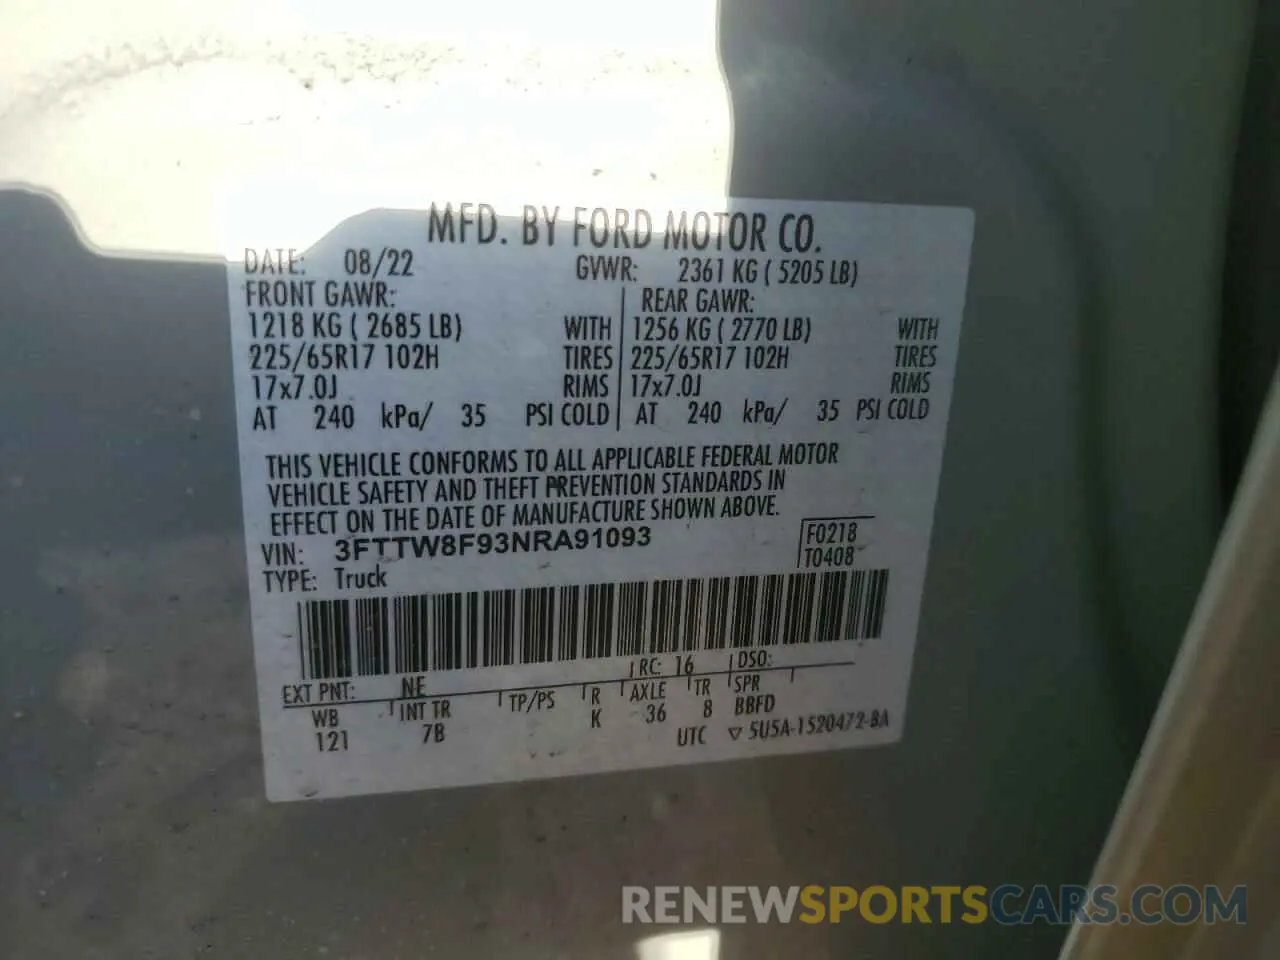 MFD. BY FORD MOTOR CO.
DATE: 08/22 GVWR: 2361 KG ( 5205 LB)
FRONT GAWR: REAR GAWR:
1218 KG ( 2685 LB) WITH 1256 KG ( 2770 LB) WITH
225/65R17 102H TIRES 225/65R17 102H TIRES
17x7.0J RIMS 17x7.0J RIMS
AT 240 kPa/ 35 PSI COLD AT 240 kPa/ 35 PSI COLD
THIS VEHICLE CONFORMS TO ALL APPLICABLE FEDERAL MOTOR
VEHICLE SAFETY AND THEFT PREVENTION STANDARDS IN
EFFECT ON THE DATE OF MANUFACTURE SHOWN ABOVE.
VIN: 3FTTW8F93NRA91093 F0218
TYPE: Truck T0408
RC: 16 DSO:
EXT PNT: NE
WB INT TR TP/PS R AXLE TR SPR
121 7B K 36 8 BBFD
UTC ▽ 5U5A-1520472-BA
RENEWSPORTSCARS.COM